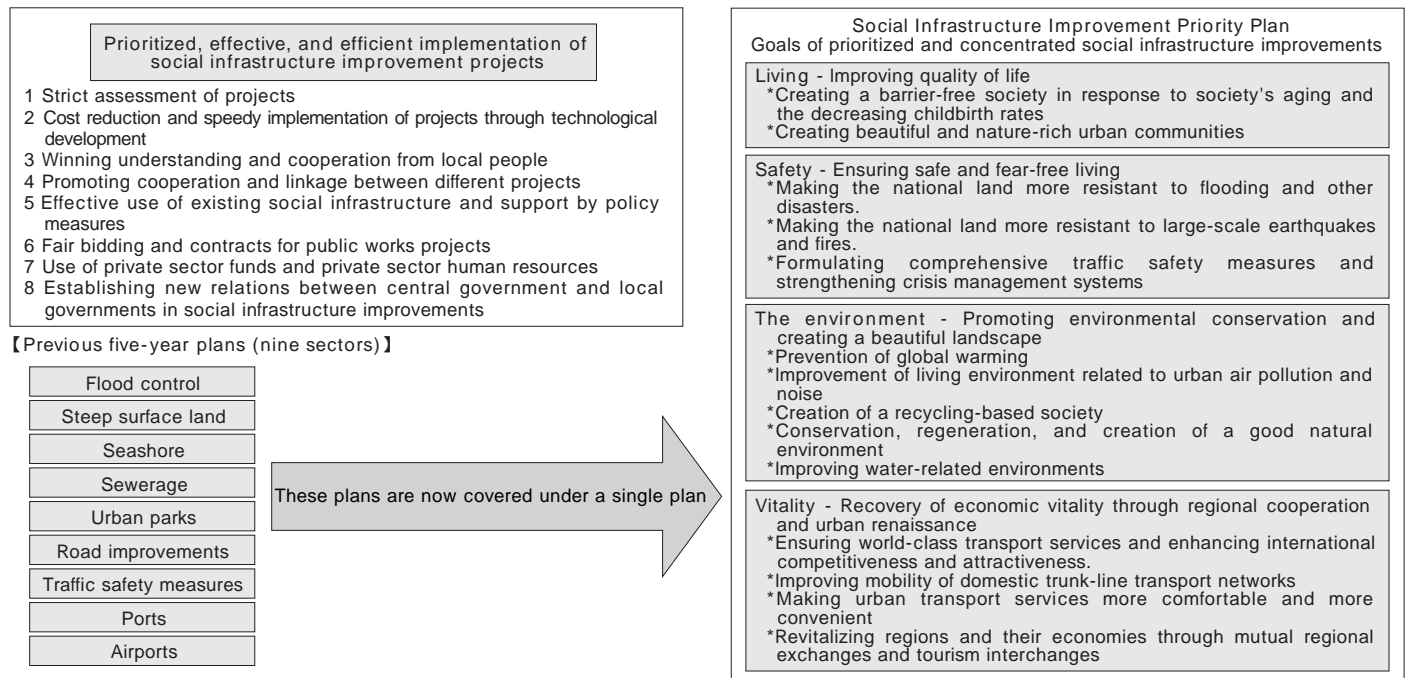 Prioritized, effective, and efficient implementation of
social infrastructure improvement projects
1 Strict assessment of projects
2 Cost reduction and speedy implementation of projects through technological
development
3 Winning understanding and cooperation from local people
4 Promoting cooperation and linkage between different projects
5 Effective use of existing social infrastructure and support by policy
measures
6 Fair bidding and contracts for public works projects
7 Use of private sector funds and private sector human resources
8 Establishing new relations between central government and local
governments in social infrastructure improvements
【Previous five-year plans (nine sectors)】
Flood control
Steep surface land
Seashore
Sewerage
Urban parks
Road improvements
Traffic safety measures
Ports
Airports
These plans are now covered under a single plan
Social Infrastructure Improvement Priority Plan
Goals of prioritized and concentrated social infrastructure improvements
Living - Improving quality of life
*Creating a barrier-free society in response to society's aging and
the decreasing childbirth rates
*Creating beautiful and nature-rich urban communities
Safety - Ensuring safe and fear-free living
*Making the national land more resistant to flooding and other
disasters.
*Making the national land more resistant to large-scale earthquakes
and fires.
*Formulating comprehensive traffic safety measures and
strengthening crisis management systems
The environment - Promoting environmental conservation and
creating a beautiful landscape
*Prevention of global warming
*Improvement of living environment related to urban air pollution and
noise
*Creation of a recycling-based society
*Conservation, regeneration, and creation of a good natural
environment
*Improving water-related environments
Vitality - Recovery of economic vitality through regional cooperation
and urban renaissance
*Ensuring world-class transport services and enhancing international
competitiveness and attractiveness.
*Improving mobility of domestic trunk-line transport networks
*Making urban transport services more comfortable and more
convenient
*Revitalizing regions and their economies through mutual regional
exchanges and tourism interchanges